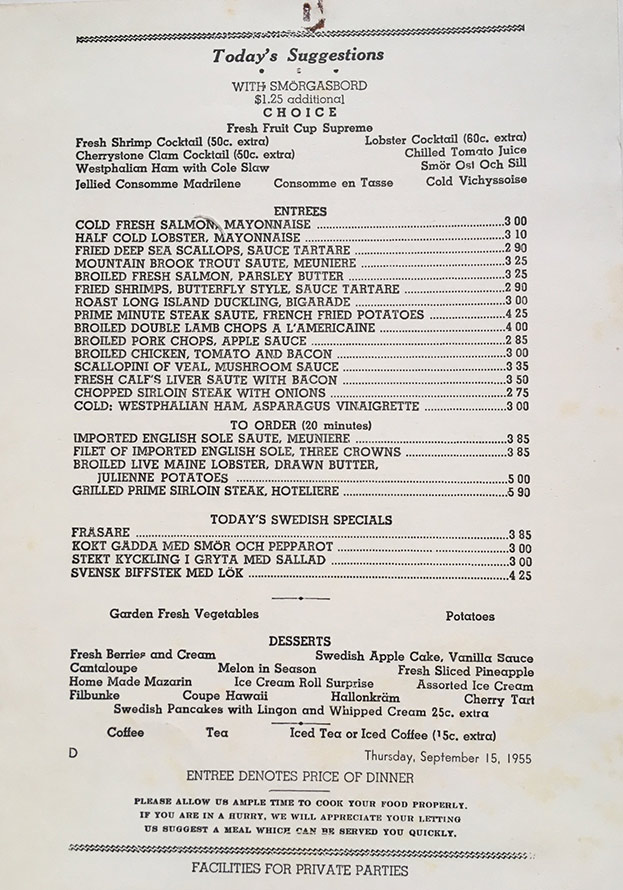 Today's Suggestions
WITH SMÖRGASBORD
$1.25 additional
CHOICE
Fresh Fruit Cup Supreme
Fresh Shrimp Cocktail (50c. extra) Lobster Cocktail (60c. extra)
Cherrystone Clam Cocktail (50c. extra) Chilled Tomato Juice
Westphalian Ham with Cole Slaw Smör Ost Och Sill
Jellied Consomme Madrilene Consomme en Tasse Cold Vichyssoise
ENTREES
COLD FRESH SALMON, MAYONNAISE 3 00
HALF COLD LOBSTER, MAYONNAISE 3 10
FRIED DEEP SEA SCALLOPS, SAUCE TARTARE 2 90
MOUNTAIN BROOK TROUT SAUTE, MEUNIERE 3 25
BROILED FRESH SALMON, PARSLEY BUTTER 3 25
FRIED SHRIMPS, BUTTERFLY STYLE, SAUCE TARTARE 2 90
ROAST LONG ISLAND DUCKLING, BIGARADE 3 00
PRIME MINUTE STEAK SAUTE, FRENCH FRIED POTATOES 4 25
BROILED DOUBLE LAMB CHOPS A L'AMERICAINE 4 00
BROILED PORK CHOPS, APPLE SAUCE 2 85
BROILED CHICKEN, TOMATO AND BACON 3 00
SCALLOPINI OF VEAL, MUSHROOM SAUCE 3 35
FRESH CALF'S LIVER SAUTE WITH BACON 3 50
CHOPPED SIRLOIN STEAK WITH ONIONS 2 75
COLD: WESTPHALIAN HAM, ASPARAGUS VINAIGRETTE 3 00
TO ORDER (20 minutes)
IMPORTED ENGLISH SOLE SAUTE, MEUNIERE 3 85
FILET OF IMPORTED ENGLISH SOLE, THREE CROWNS 3 85
BROILED LIVE MAINE LOBSTER, DRAWN BUTTER,
JULIENNE POTATOES 5 00
GRILLED PRIME SIRLOIN STEAK, HOTELIERE 5 90
TODAY'S SWEDISH SPECIALS
FRÄSARE 3 85
KOKT GÄDDA MED SMÖR OCH PEPPAROT 3 00
STEKT KYCKLING I GRYTA MED SALLAD 3 00
SVENSK BIFFSTEK MED LÖK 4 25
Garden Fresh Vegetables Potatoes
DESSERTS
Fresh Berries and Cream Swedish Apple Cake, Vanilla Sauce
Cantaloupe Melon in Season Fresh Sliced Pineapple
Home Made Mazarin Ice Cream Roll Surprise Assorted Ice Cream
Filbunke Coupe Hawaii Hallonkräm Cherry Tart
Swedish Pancakes with Lingon and Whipped Cream 25c. extra
Coffee Tea Iced Tea or Iced Coffee (15c. extra)
D Thursday, September 15, 1955
ENTREE DENOTES PRICE OF DINNER
PLEASE ALLOW US AMPLE TIME TO COOK YOUR FOOD PROPERLY.
IF YOU ARE IN A HURRY, WE WILL APPRECIATE YOUR LETTING
US SUGGEST A MEAL WHICH CAN BE SERVED YOU QUICKLY.
FACILITIES FOR PRIVATE PARTIES